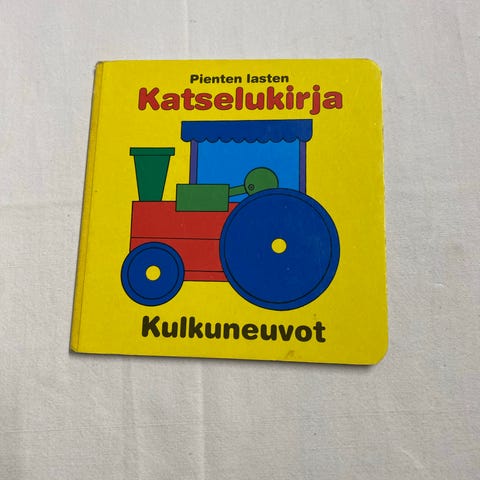 Pienten lasten
Katselukirja
Kulkuneuvot